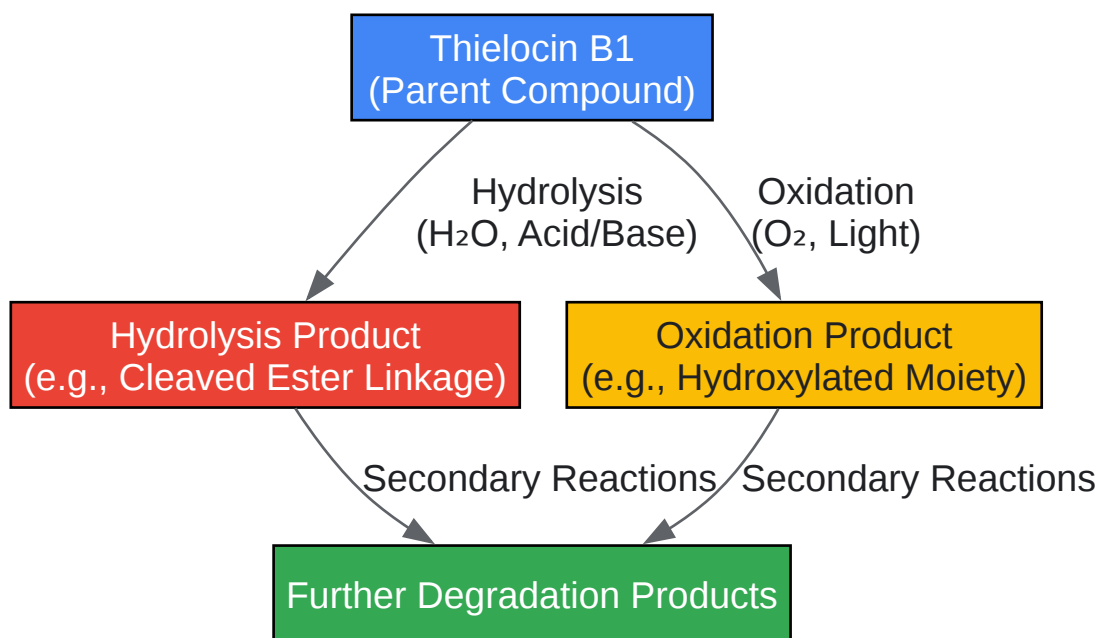 Thielocin B1
(Parent Compound)
Hydrolysis
(H₂O, Acid/Base)
Oxidation
(O₂, Light)
Hydrolysis Product
(e.g., Cleaved Ester Linkage)
Oxidation Product
(e.g., Hydroxylated Moiety)
Secondary Reactions
Secondary Reactions
Further Degradation Products